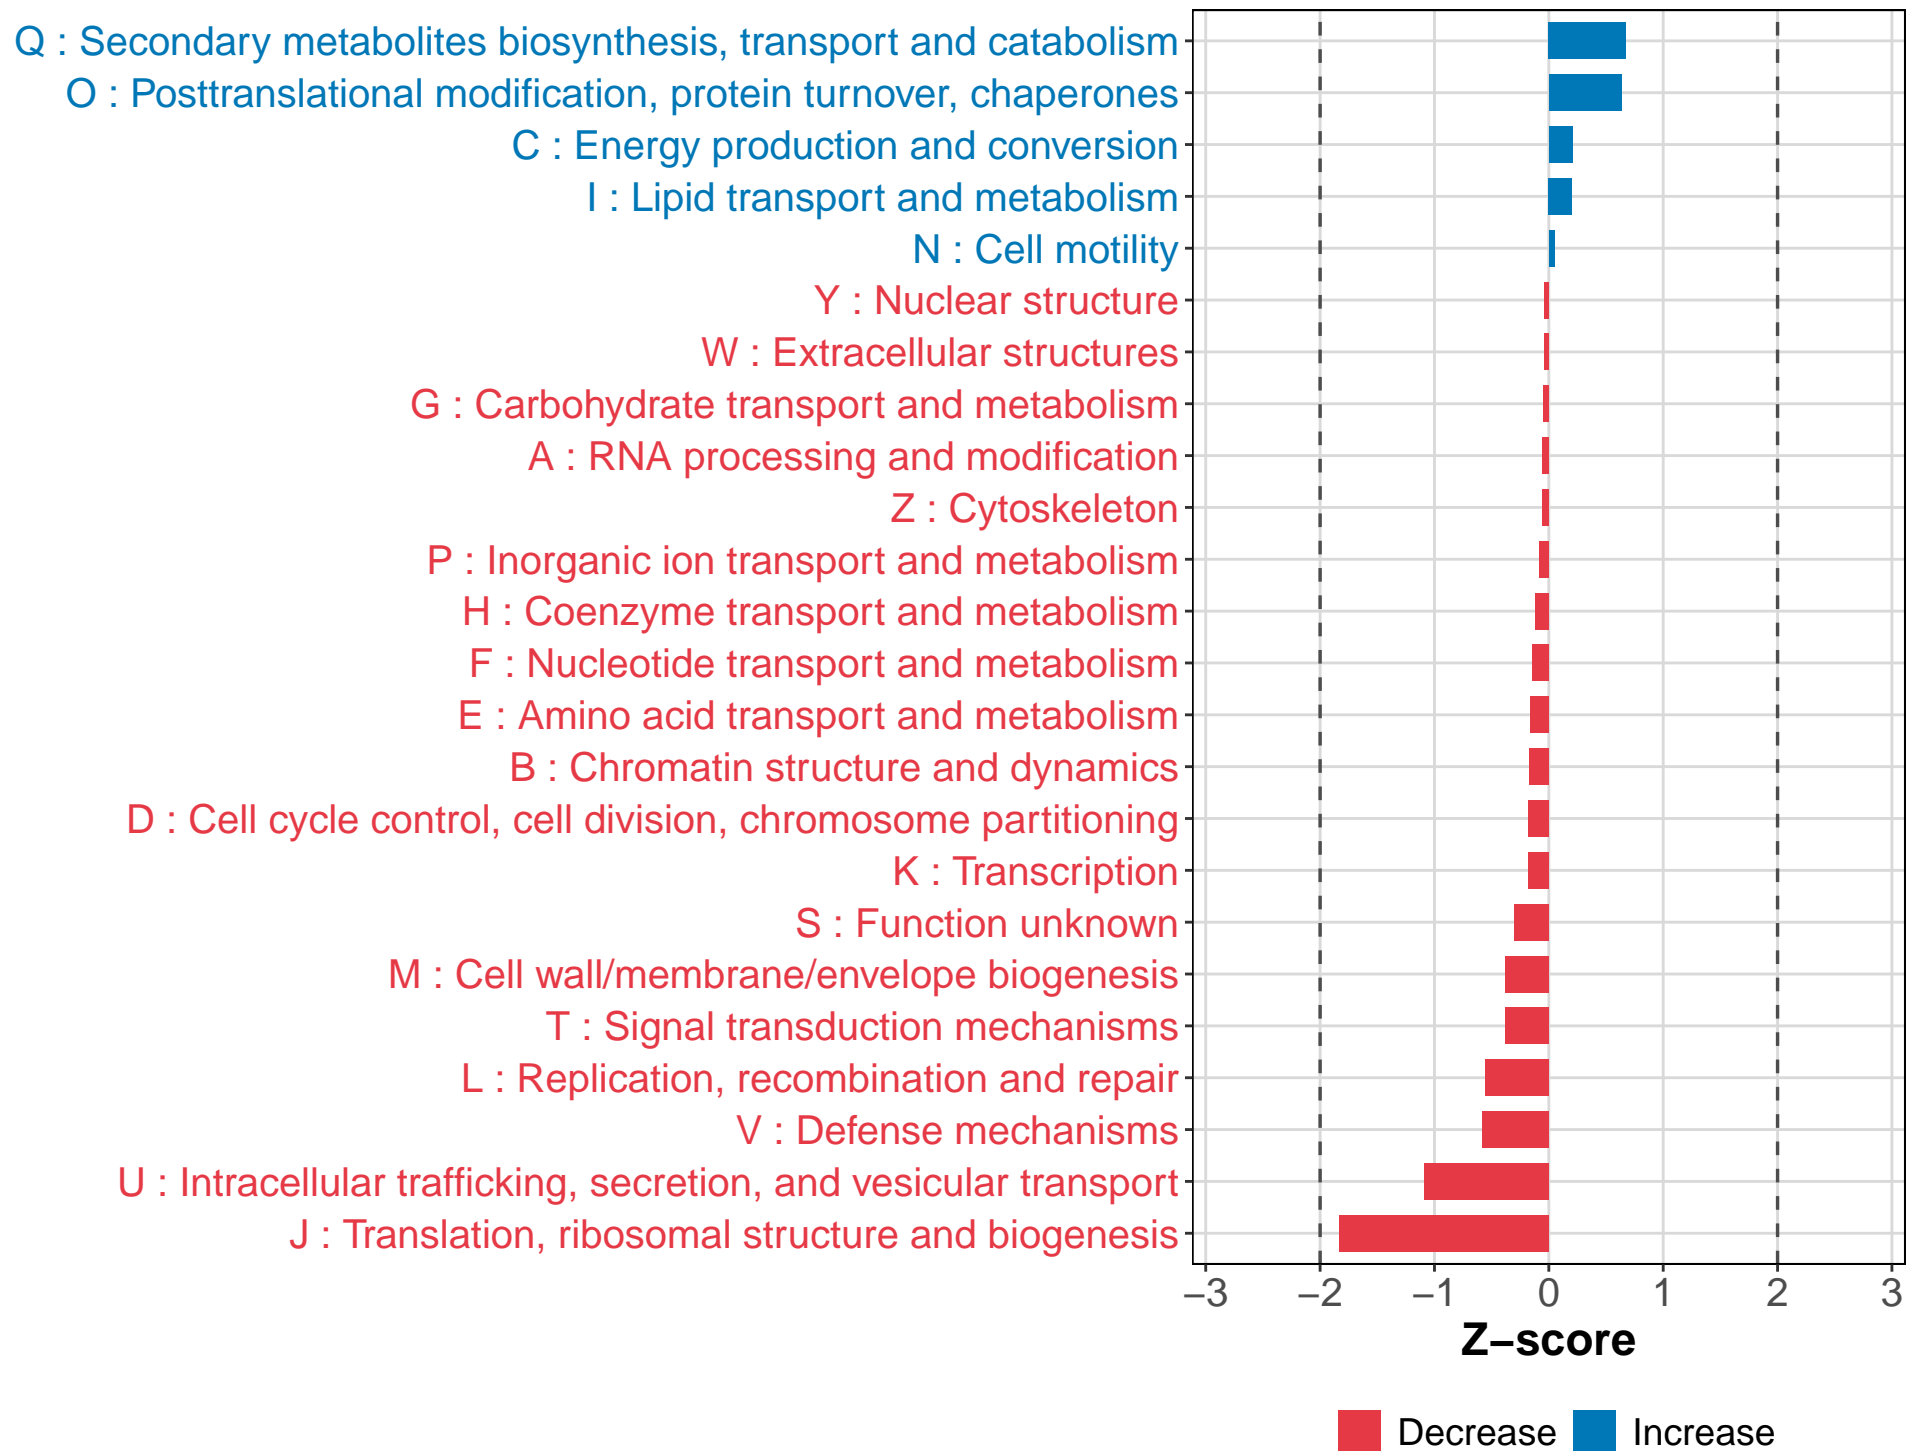 Q : Secondary metabolites biosynthesis, transport and catabolism
O : Posttranslational modification, protein turnover, chaperones
C : Energy production and conversion
I : Lipid transport and metabolism
N : Cell motility
Y : Nuclear structure
W : Extracellular structures
G : Carbohydrate transport and metabolism
A : RNA processing and modification
Z : Cytoskeleton
P : Inorganic ion transport and metabolism
H : Coenzyme transport and metabolism
F : Nucleotide transport and metabolism
E : Amino acid transport and metabolism
B : Chromatin structure and dynamics
D : Cell cycle control, cell division, chromosome partitioning
K : Transcription
S : Function unknown
M : Cell wall/membrane/envelope biogenesis
T : Signal transduction mechanisms
L : Replication, recombination and repair
V : Defense mechanisms
U : Intracellular trafficking, secretion, and vesicular transport
J : Translation, ribosomal structure and biogenesis
−3 −2 −1 0 1 2 3
Z−score
Decrease Increase